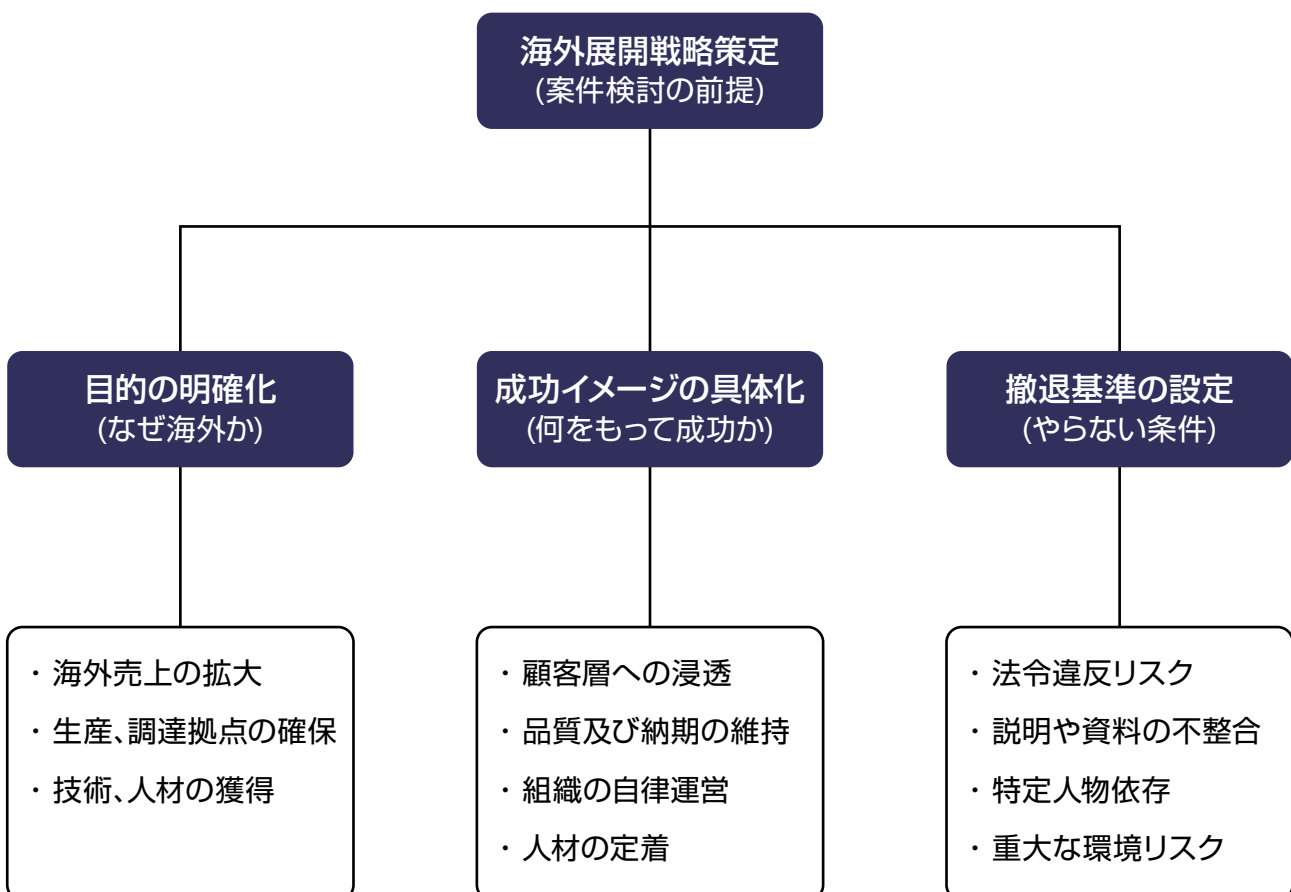 海外展開戦略策定
(案件検討の前提)
目的の明確化
(なぜ海外か)
成功イメージの具体化
(何をもって成功か)
撤退基準の設定
(やらない条件)
・海外売上の拡大
・生産、調達拠点の確保
・技術、人材の獲得
・顧客層への浸透
・品質及び納期の維持
・組織の自律運営
・人材の定着
・法令違反リスク
・説明や資料の不整合
・特定人物依存
・重大な環境リスク